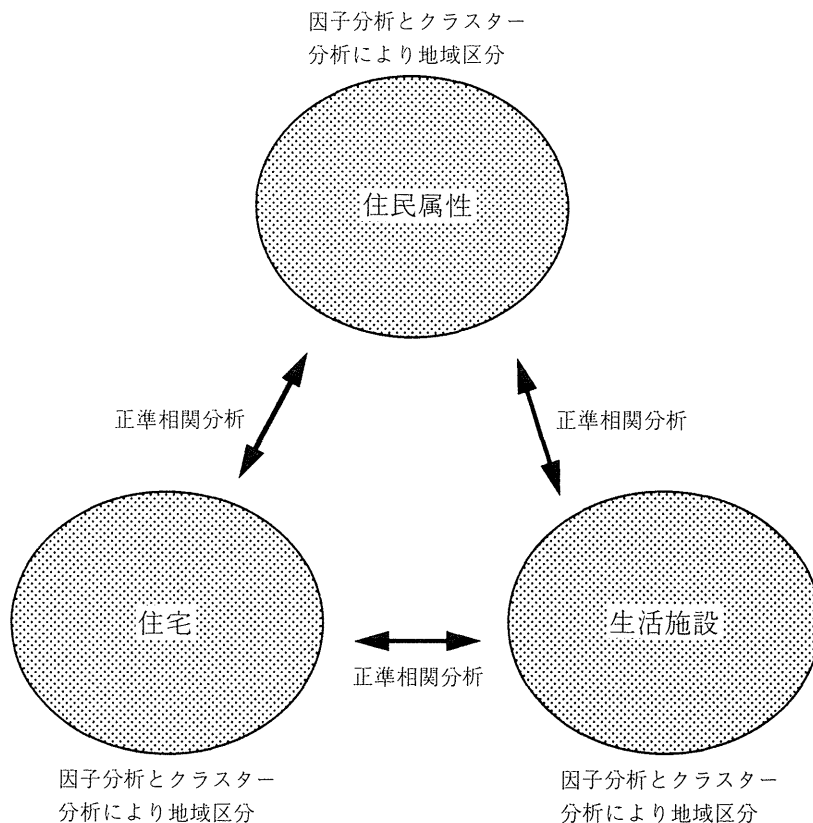 因子分析とクラスター
分析により地域区分
住民属性
正準相関分析
正準相関分析
住宅
生活施設
正準相関分析
因子分析とクラスター
分析により地域区分
因子分析とクラスター
分析により地域区分